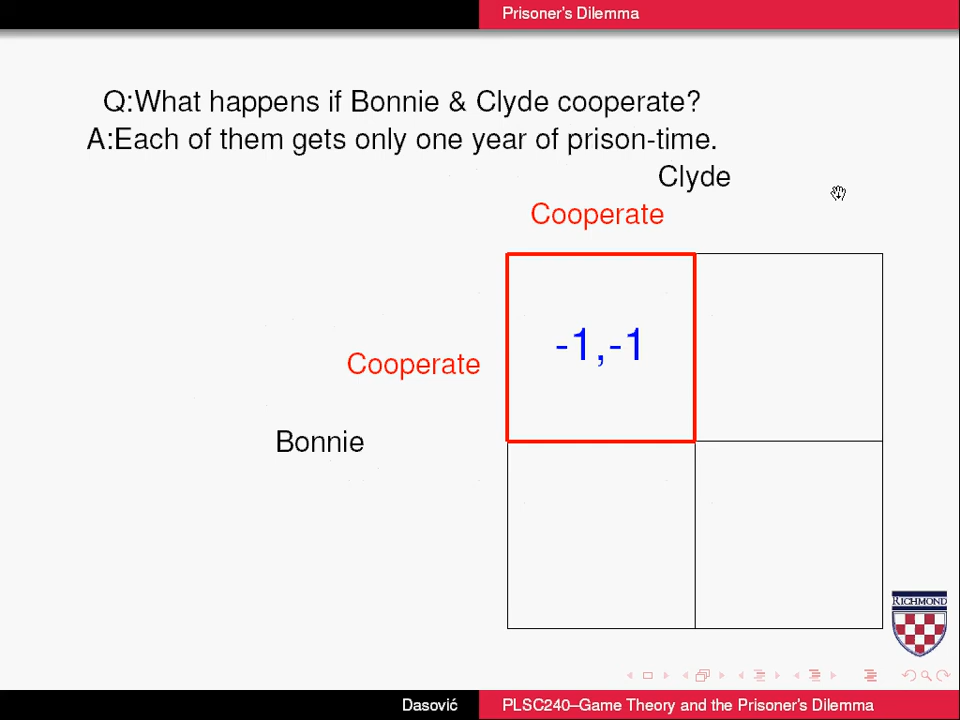 Prisoner's Dilemma
Q:What happens if Bonnie & Clyde cooperate?
A:Each of them gets only one year of prison-time.
Clyde
Cooperate
-1,-1
Cooperate
Bonnie
RICHMOND
Dasović
PLSC240–Game Theory and the Prisoner's Dilemma